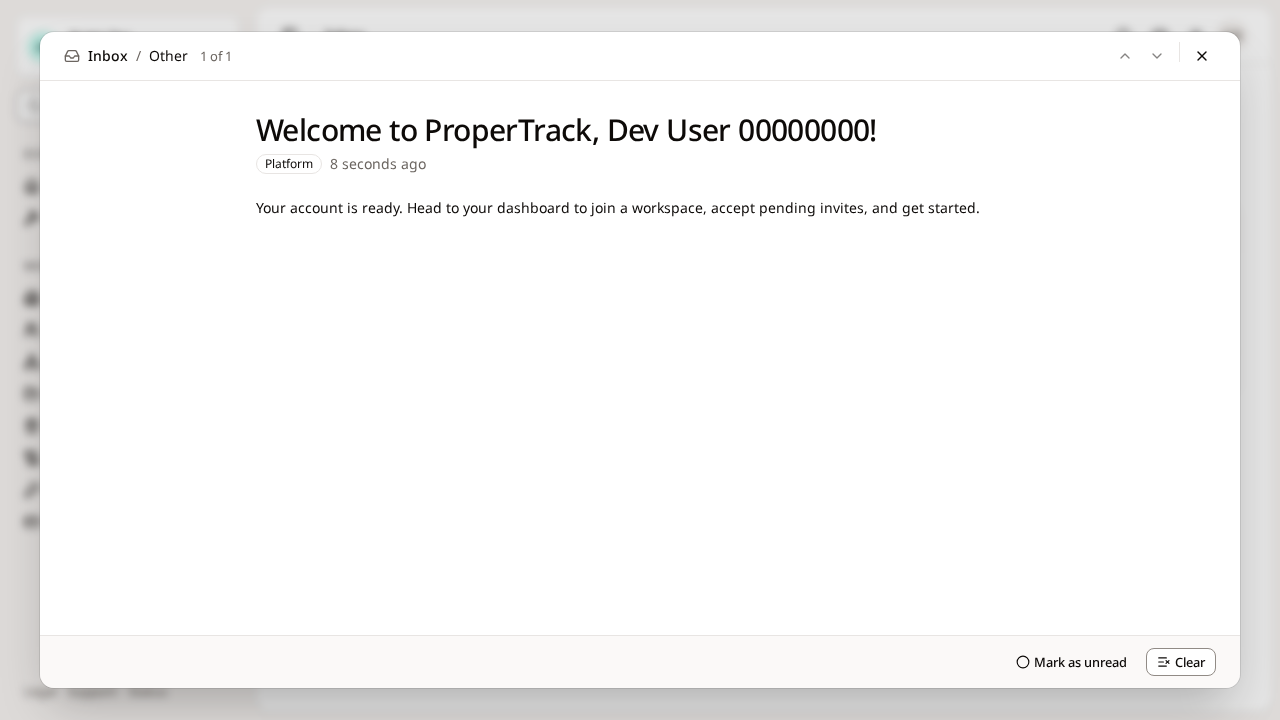 Inbox / Other 1 of 1
Welcome to ProperTrack, Dev User 00000000!
Platform 8 seconds ago
Your account is ready. Head to your dashboard to join a workspace, accept pending invites, and get started.
Mark as unread Clear